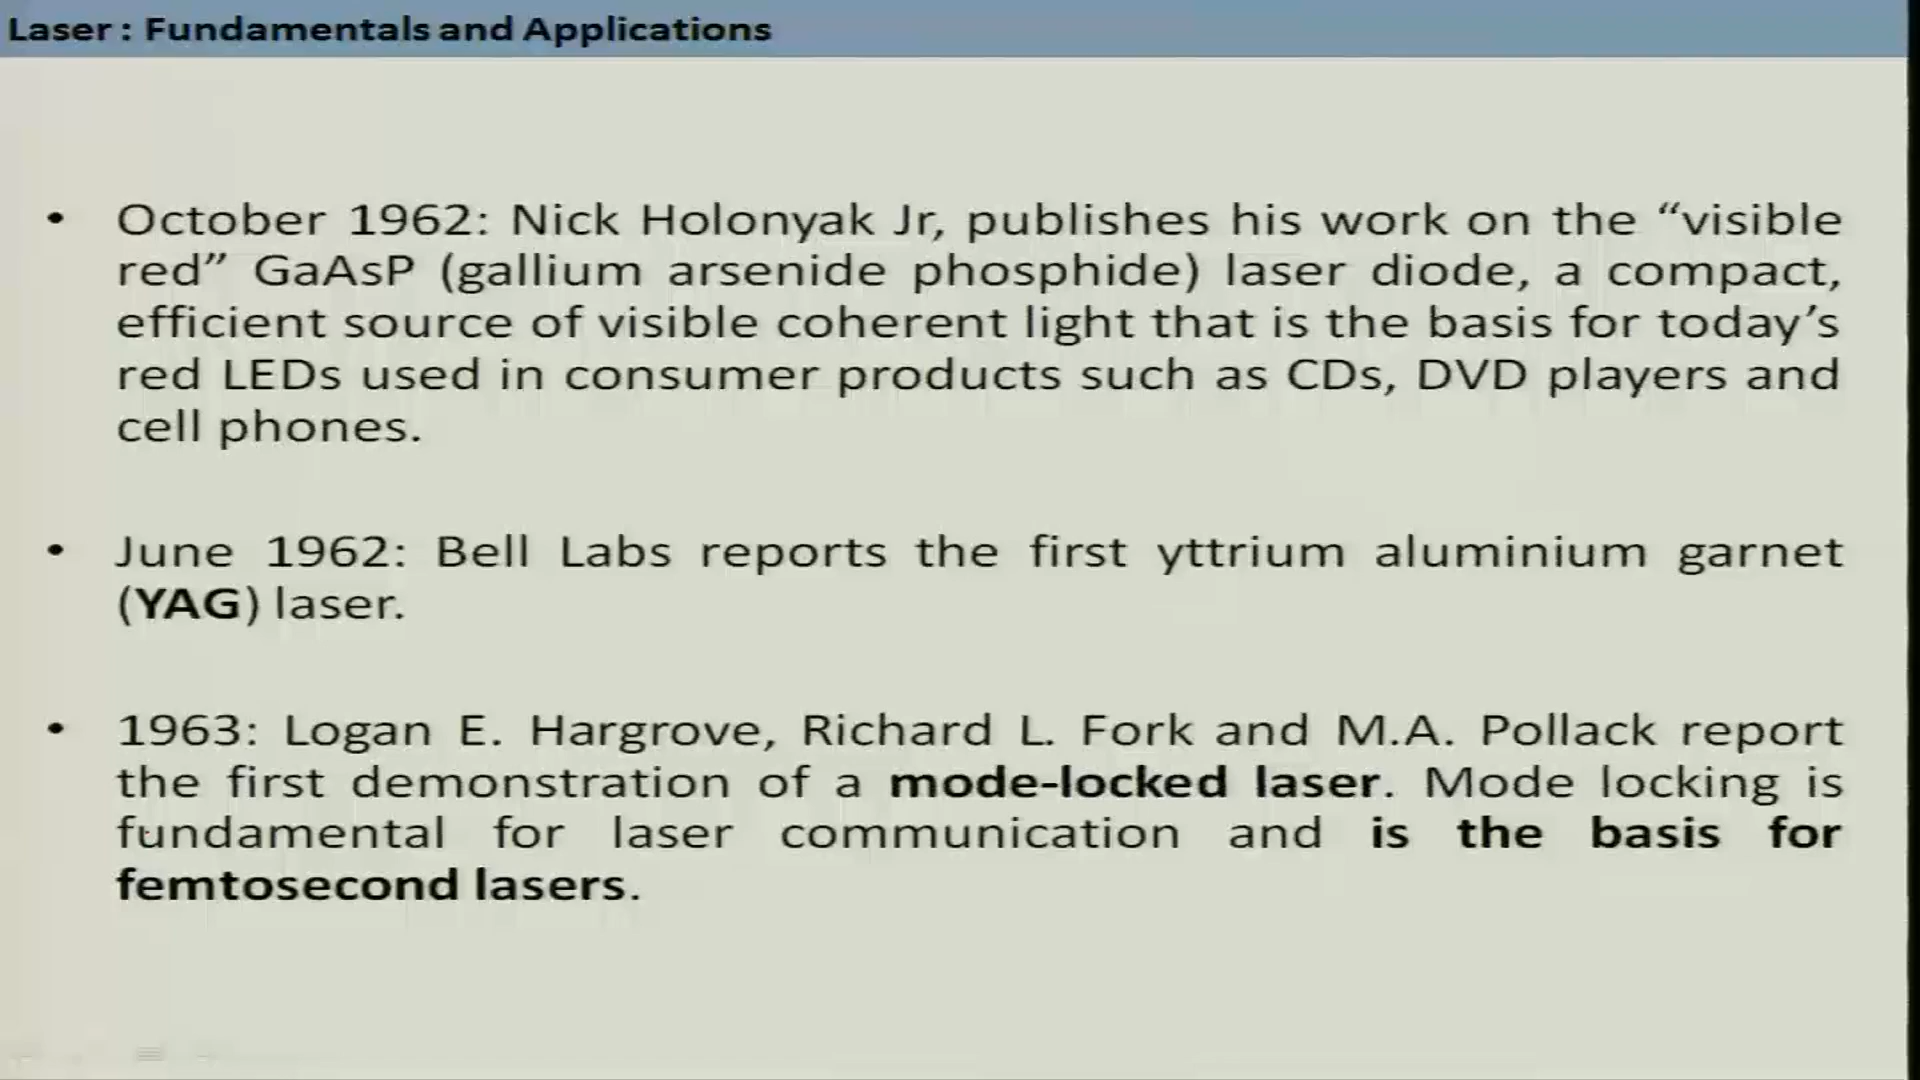 Laser : Fundamentals and Applications
• October 1962: Nick Holonyak Jr, publishes his work on the “visible
red” GaAsP (gallium arsenide phosphide) laser diode, a compact,
efficient source of visible coherent light that is the basis for today’s
red LEDs used in consumer products such as CDs, DVD players and
cell phones.
• June 1962: Bell Labs reports the first yttrium aluminium garnet
(YAG) laser.
• 1963: Logan E. Hargrove, Richard L. Fork and M.A. Pollack report
the first demonstration of a mode-locked laser. Mode locking is
fundamental for laser communication and is the basis for
femtosecond lasers.